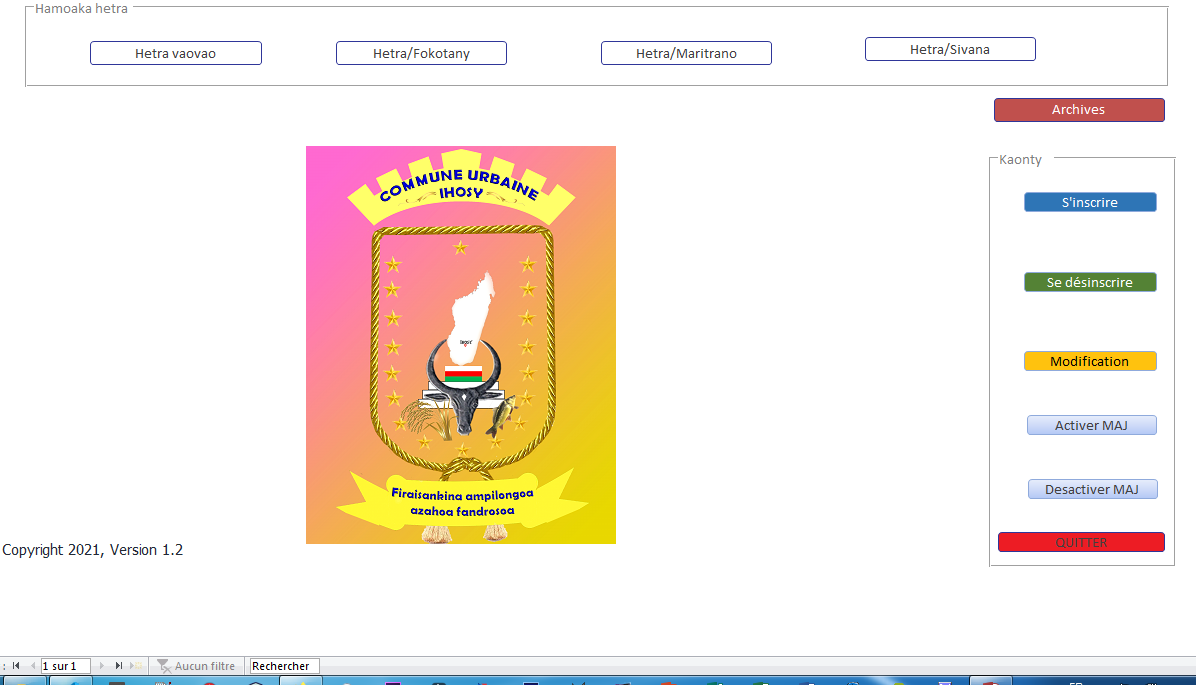 Hamoaka hetra
Hetra vaovao
Hetra/Fokotany
Hetra/Maritrano
Hetra/Sivana
Archives
Kaonty
S'inscrire
Se désinscrire
Modification
Activer MAJ
Desactiver MAJ
QUITTER
COMMUNE URBAINE
IHOSY
Firaisankina ampilongoa
azahoa fandrosoa
Copyright 2021, Version 1.2
1 sur 1
Aucun filtre
Rechercher